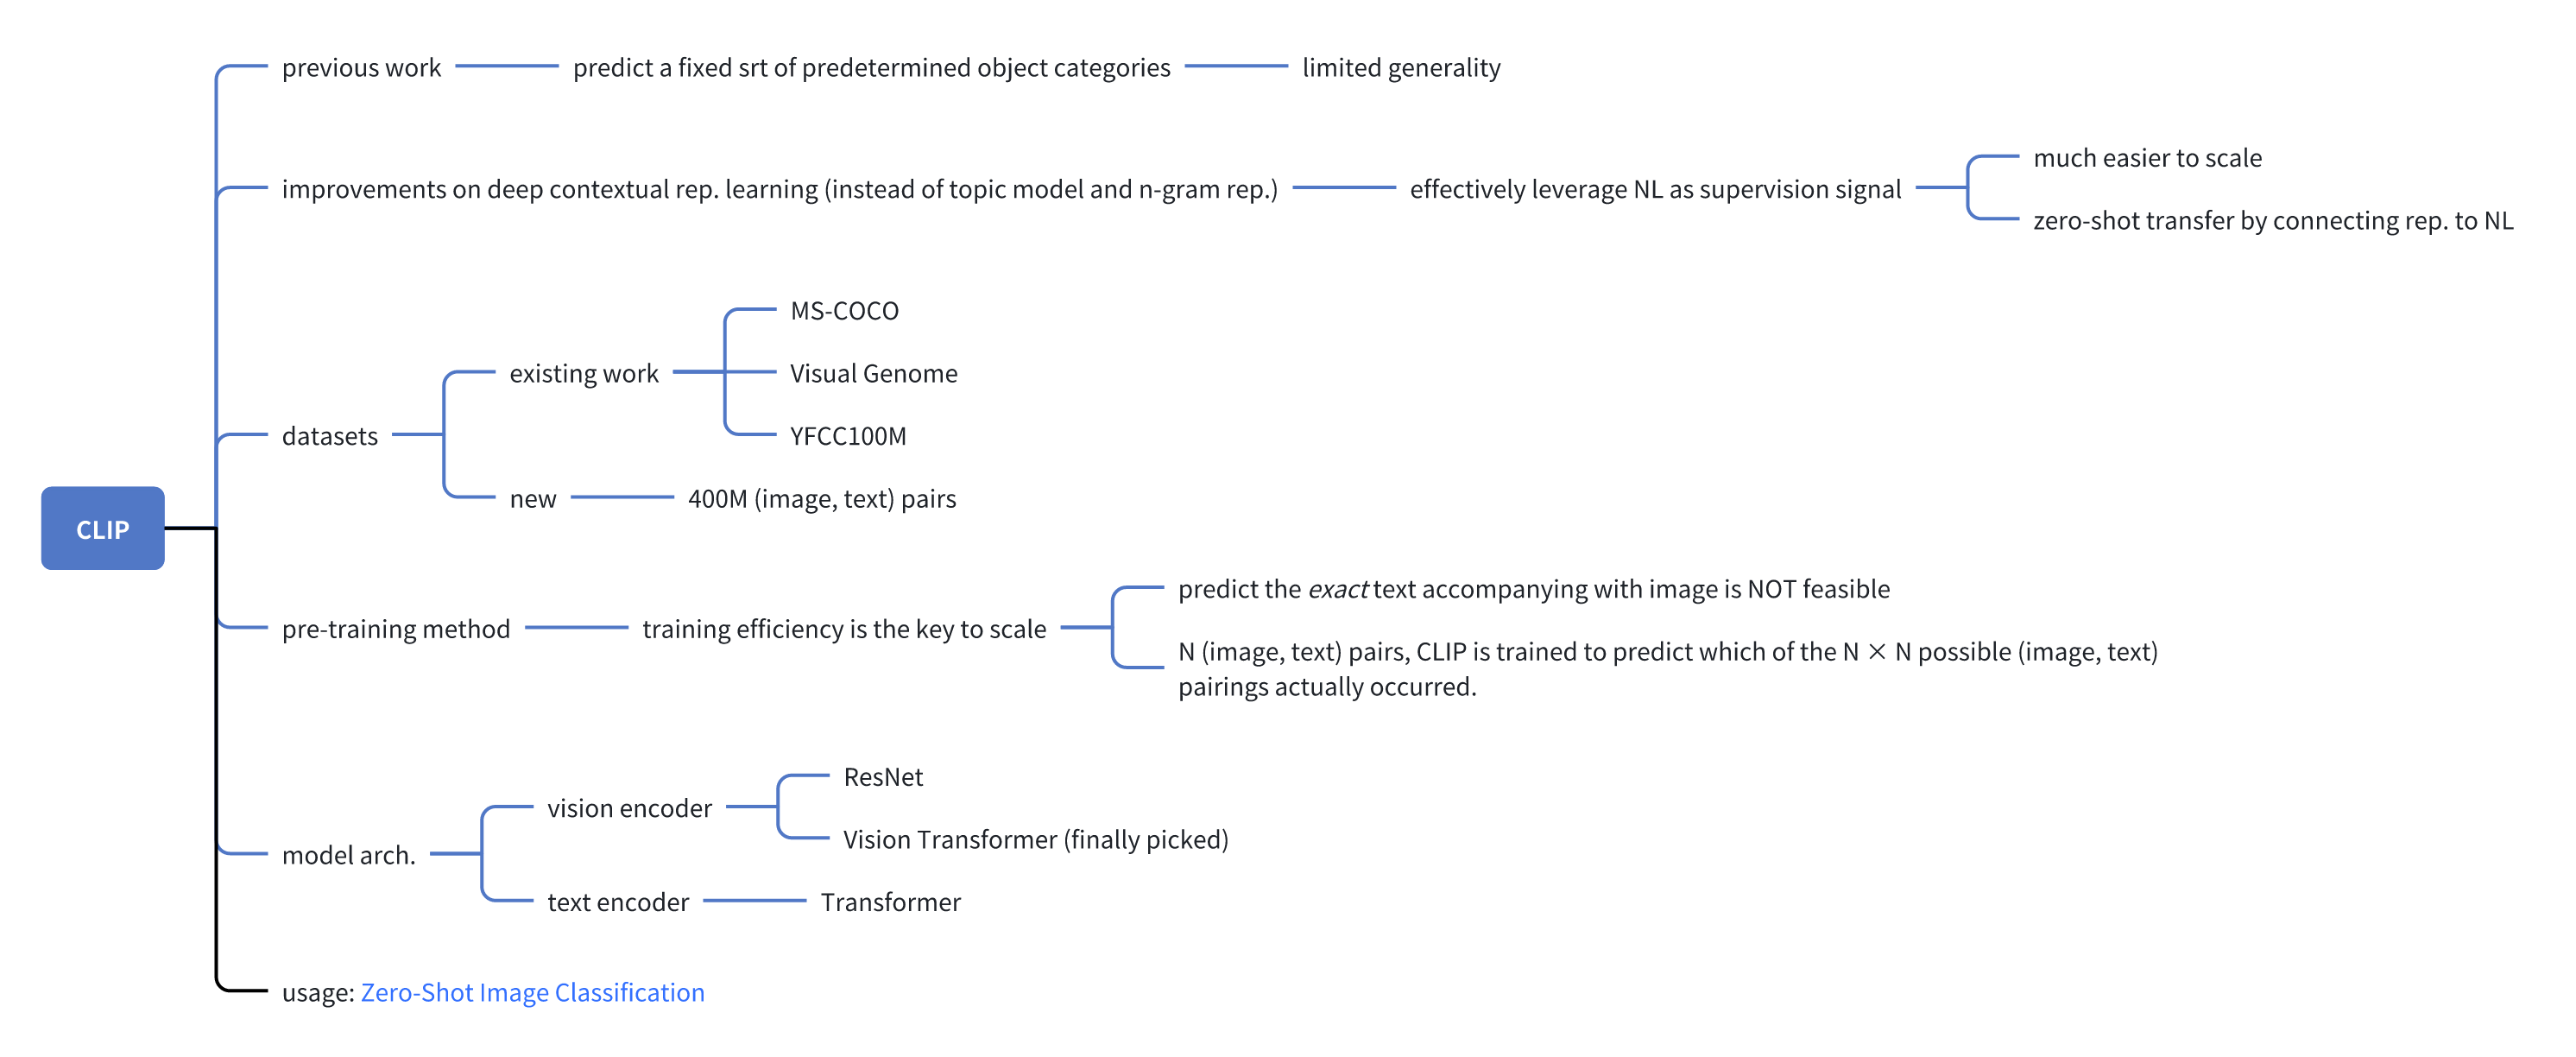 previous work
predict a fixed srt of predetermined object categories
limited generality
improvements on deep contextual rep. learning (instead of topic model and n-gram rep.)
effectively leverage NL as supervision signal
much easier to scale
zero-shot transfer by connecting rep. to NL
datasets
existing work
MS-COCO
Visual Genome
YFCC100M
new
400M (image, text) pairs
CLIP
pre-training method
training efficiency is the key to scale
predict the exact text accompanying with image is NOT feasible
N (image, text) pairs, CLIP is trained to predict which of the N × N possible (image, text)
pairings actually occurred.
model arch.
vision encoder
ResNet
Vision Transformer (finally picked)
text encoder
Transformer
usage: Zero-Shot Image Classification